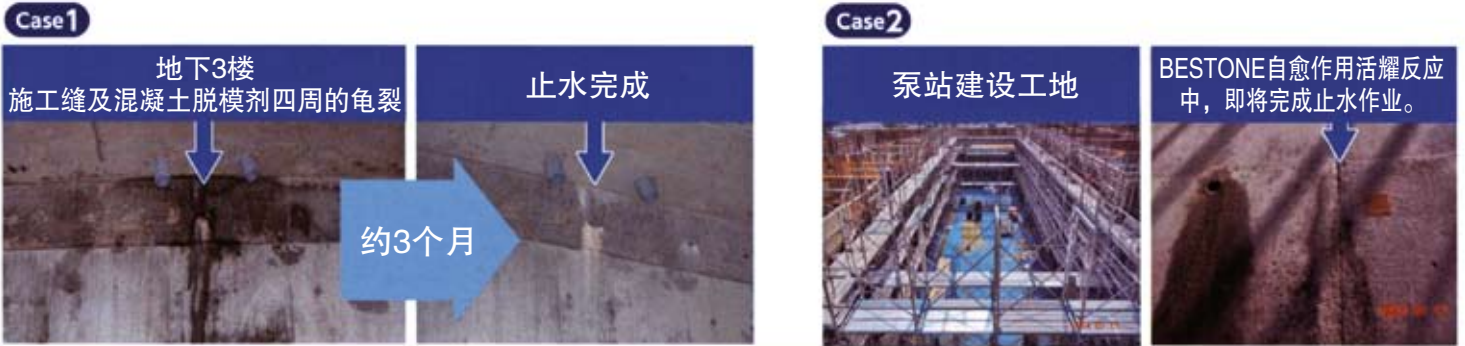 Case1
地下3楼
施工缝及混凝土脱模剂四周的龟裂
止水完成
约3个月
Case2
泵站建设工地
BESTONE自愈作用活耀反应
中，即将完成止水作业。